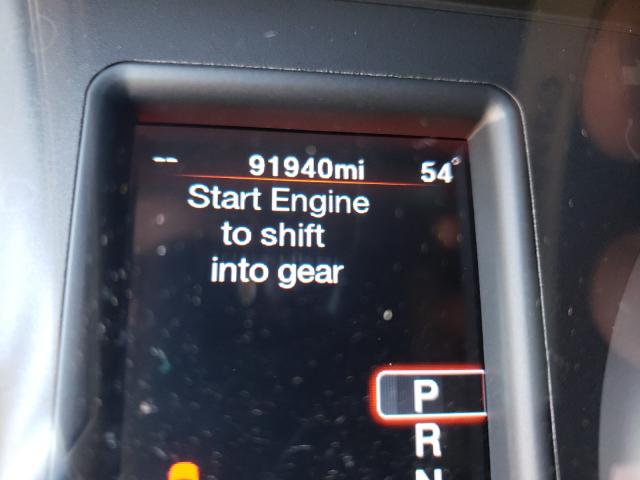 -- 91940mi 54°
Start Engine
to shift
into gear
P
R
N